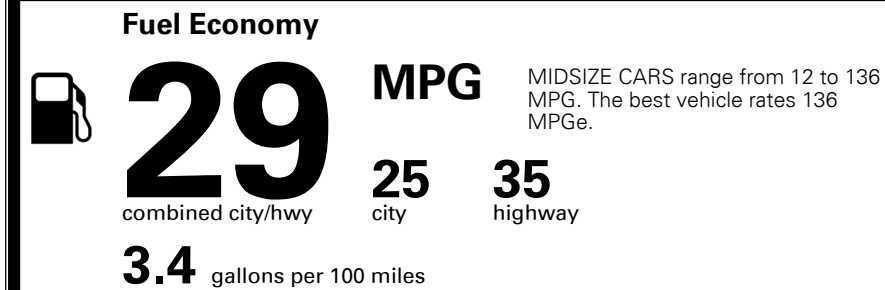 Fuel Economy
29
combined city/hwy
MPG
25
city
35
highway
MIDSIZE CARS range from 12 to 136
MPG. The best vehicle rates 136
MPGe.
3.4 gallons per 100 miles